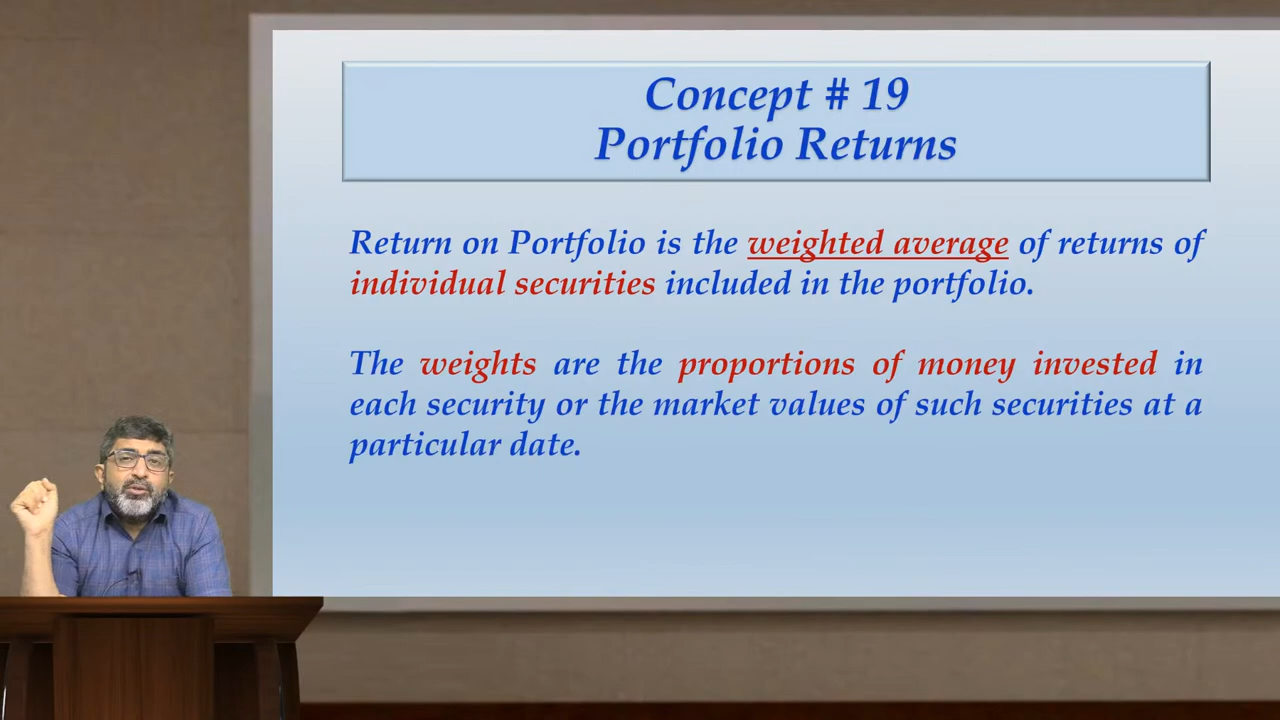 Concept # 19
Portfolio Returns
Return on Portfolio is the weighted average of returns of
individual securities included in the portfolio.
The weights are the proportions of money invested in
each security or the market values of such securities at a
particular date.